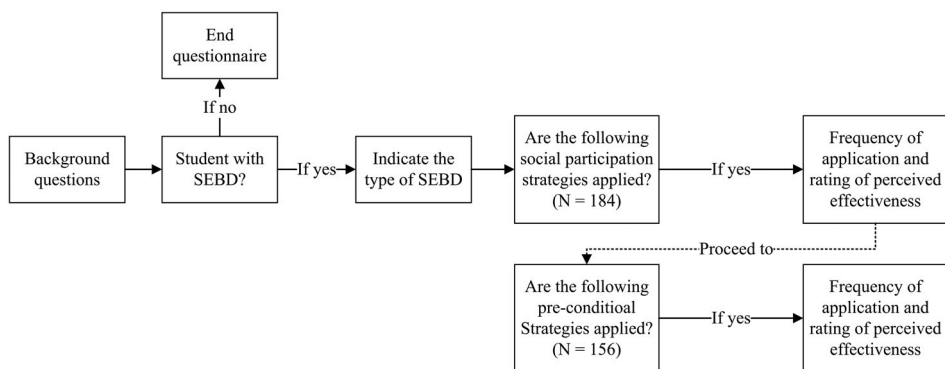 End
questionnaire
If no
Background
questions
Student with
SEBD?
If yes
Indicate the
type of SEBD
Are the following
social participation
strategies applied?
(N = 184)
If yes
Frequency of
application and
rating of perceived
effectiveness
Proceed to
Are the following
pre-conditioal
Strategies applied?
(N = 156)
If yes
Frequency of
application and
rating of perceived
effectiveness